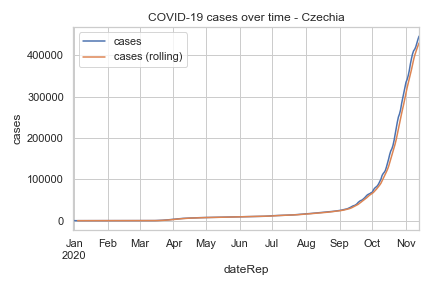 COVID-19 cases over time - Czechia
cases
cases (rolling)
cases
400000
300000
200000
100000
0
Jan Feb Mar Apr May Jun Jul Aug Sep Oct Nov
2020
dateRep